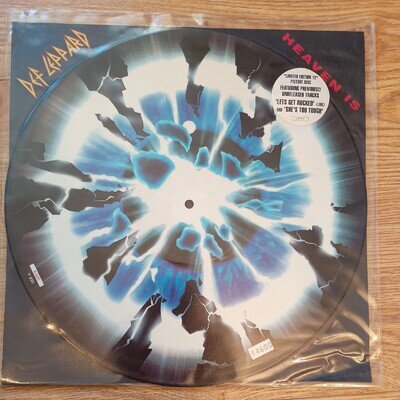 DEF LEPPARD
HEAVEN IS
"LIMITED EDITION 12"
PICTURE DISC
FEATURING PREVIOUSLY
UNRELEASED TRACKS
"LETS GET ROCKED" (LIVE)
AND "SHE'S TOO TOUGH"